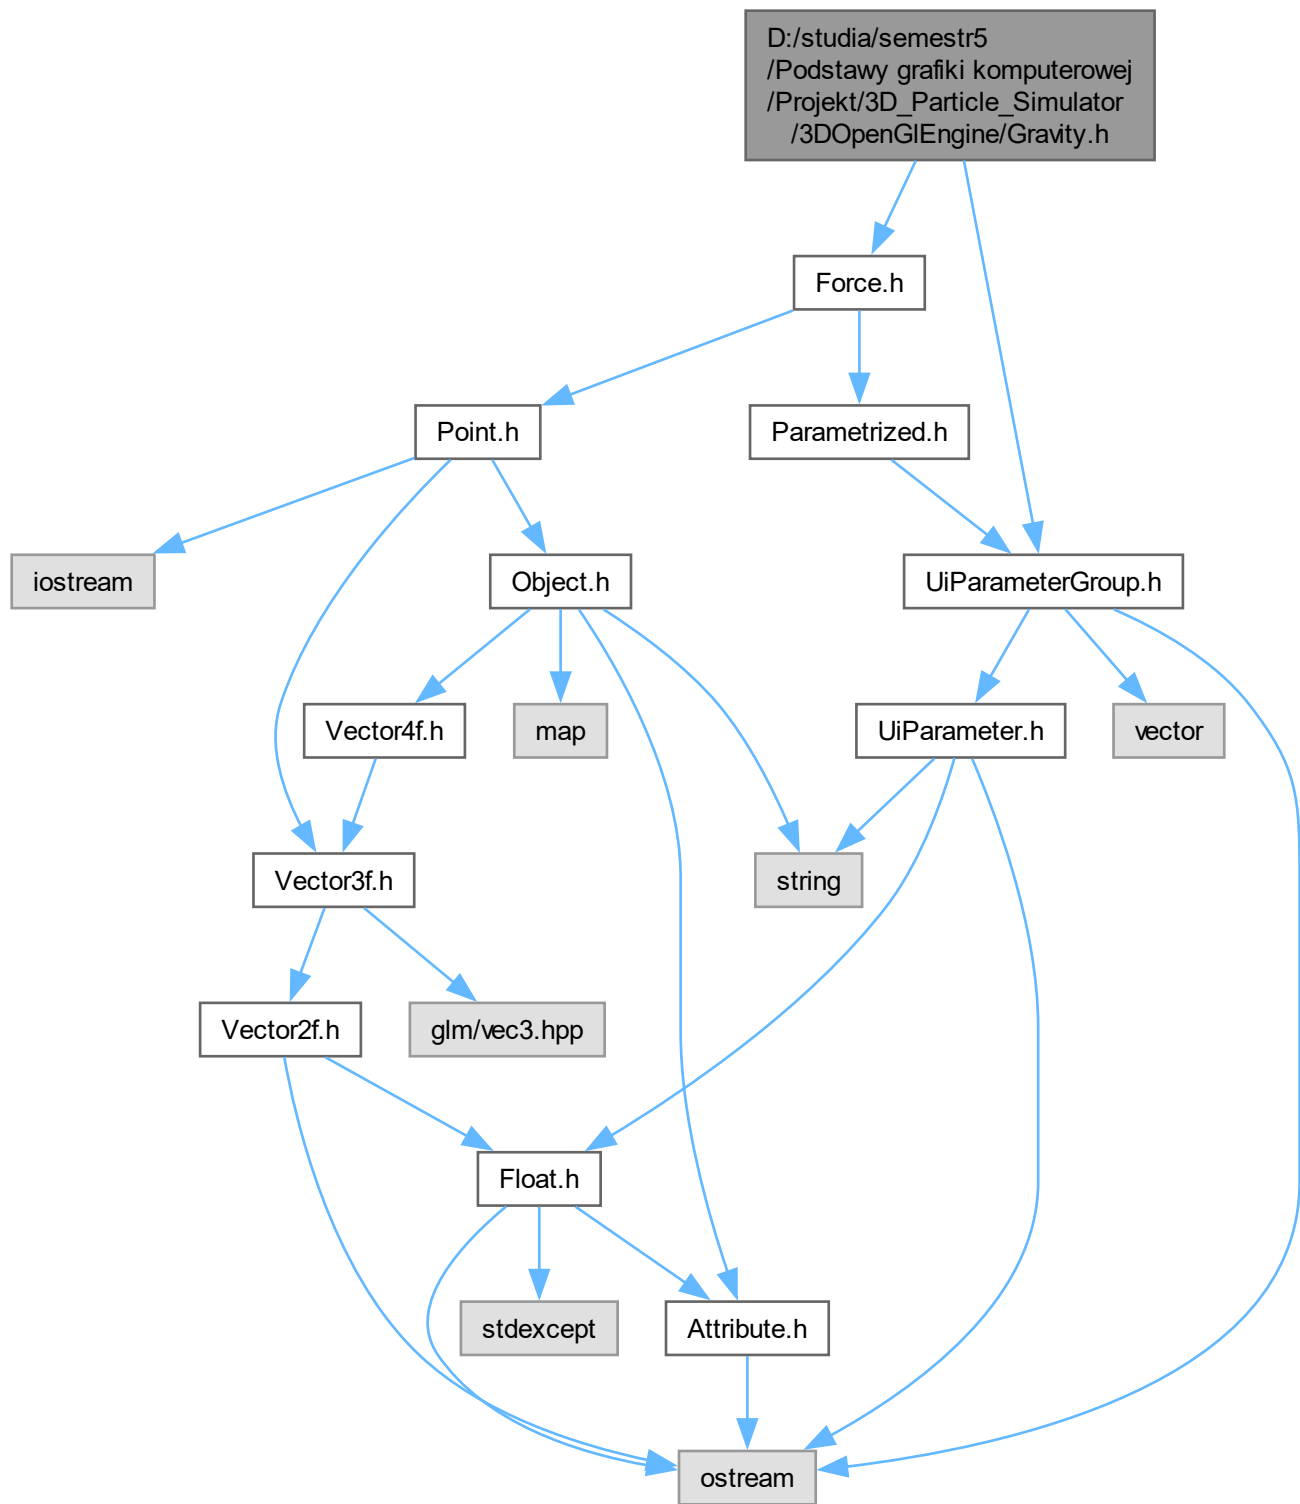 D:/studia/semestr5
/Podstawy grafiki komputerowej
/Projekt/3D_Particle_Simulator
/3DOpenGlEngine/Gravity.h
Force.h
Point.h
Parametrized.h
iostream
Object.h
UiParameterGroup.h
Vector4f.h
map
UiParameter.h
vector
Vector3f.h
string
Vector2f.h
glm/vec3.hpp
Float.h
stdexcept
Attribute.h
ostream